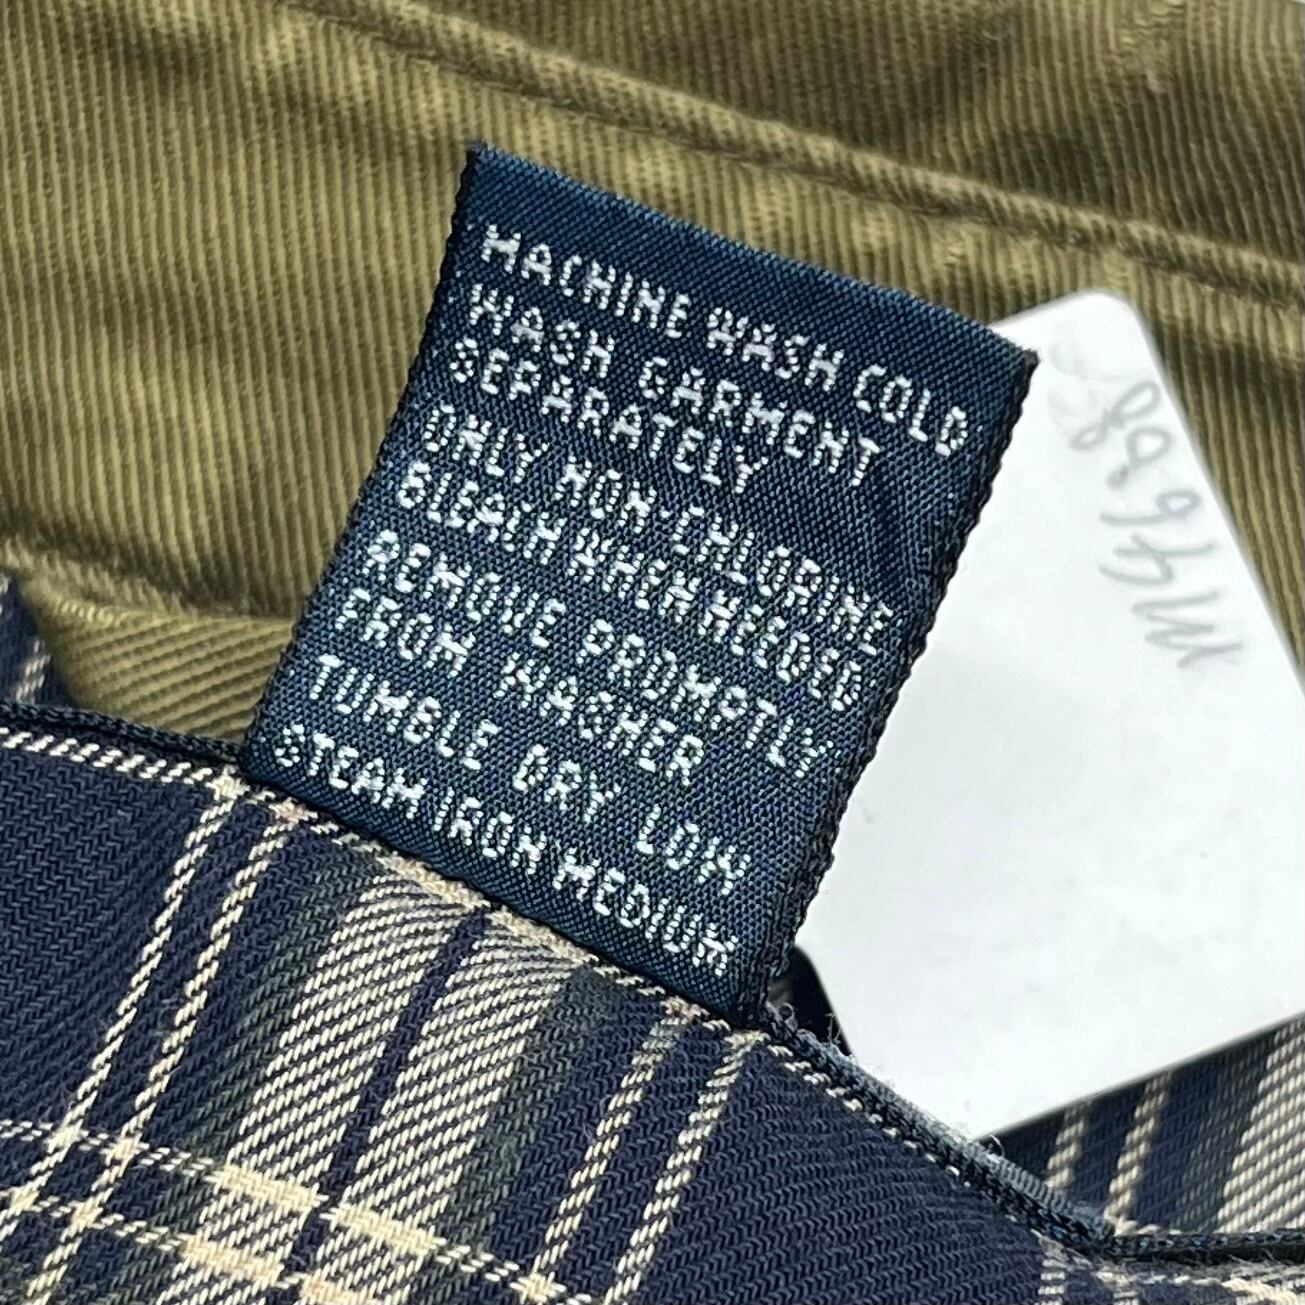 MACHINE WASH COLD
WASH GARMENT
SEPARATELY
ONLY NON-CHLORINE
BLEACH WHEN NEEDED
REMOVE PROMPTLY
FROM WASHER
TUMBLE DRY LOW
STEAM IRON MEDIUM